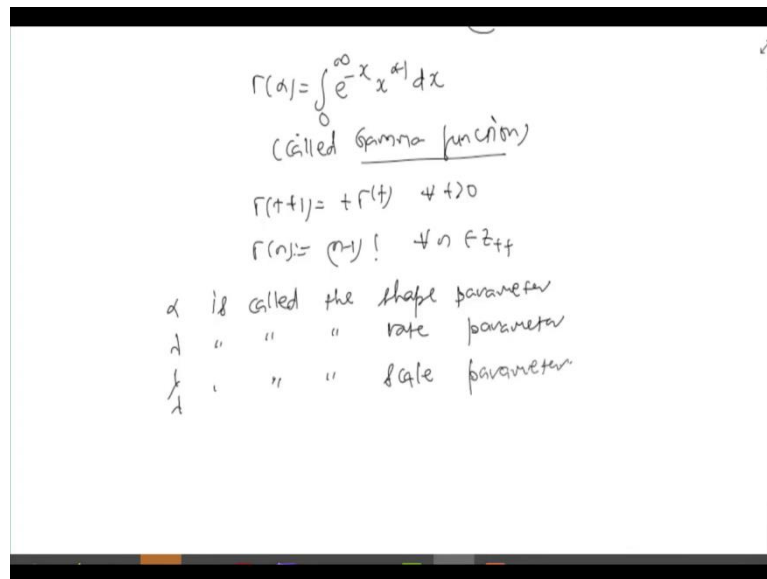 Γ(α) = ∫₀^∞ e^{-x} x^{α-1} dx
(called Gamma function)
Γ(t+1) = tΓ(t) ∀ t>0
Γ(n) = (n-1)! ∀ n ∈ Z₊₊
α is called the shape parameter
λ " " " rate parameter
1/λ " " " scale parameter